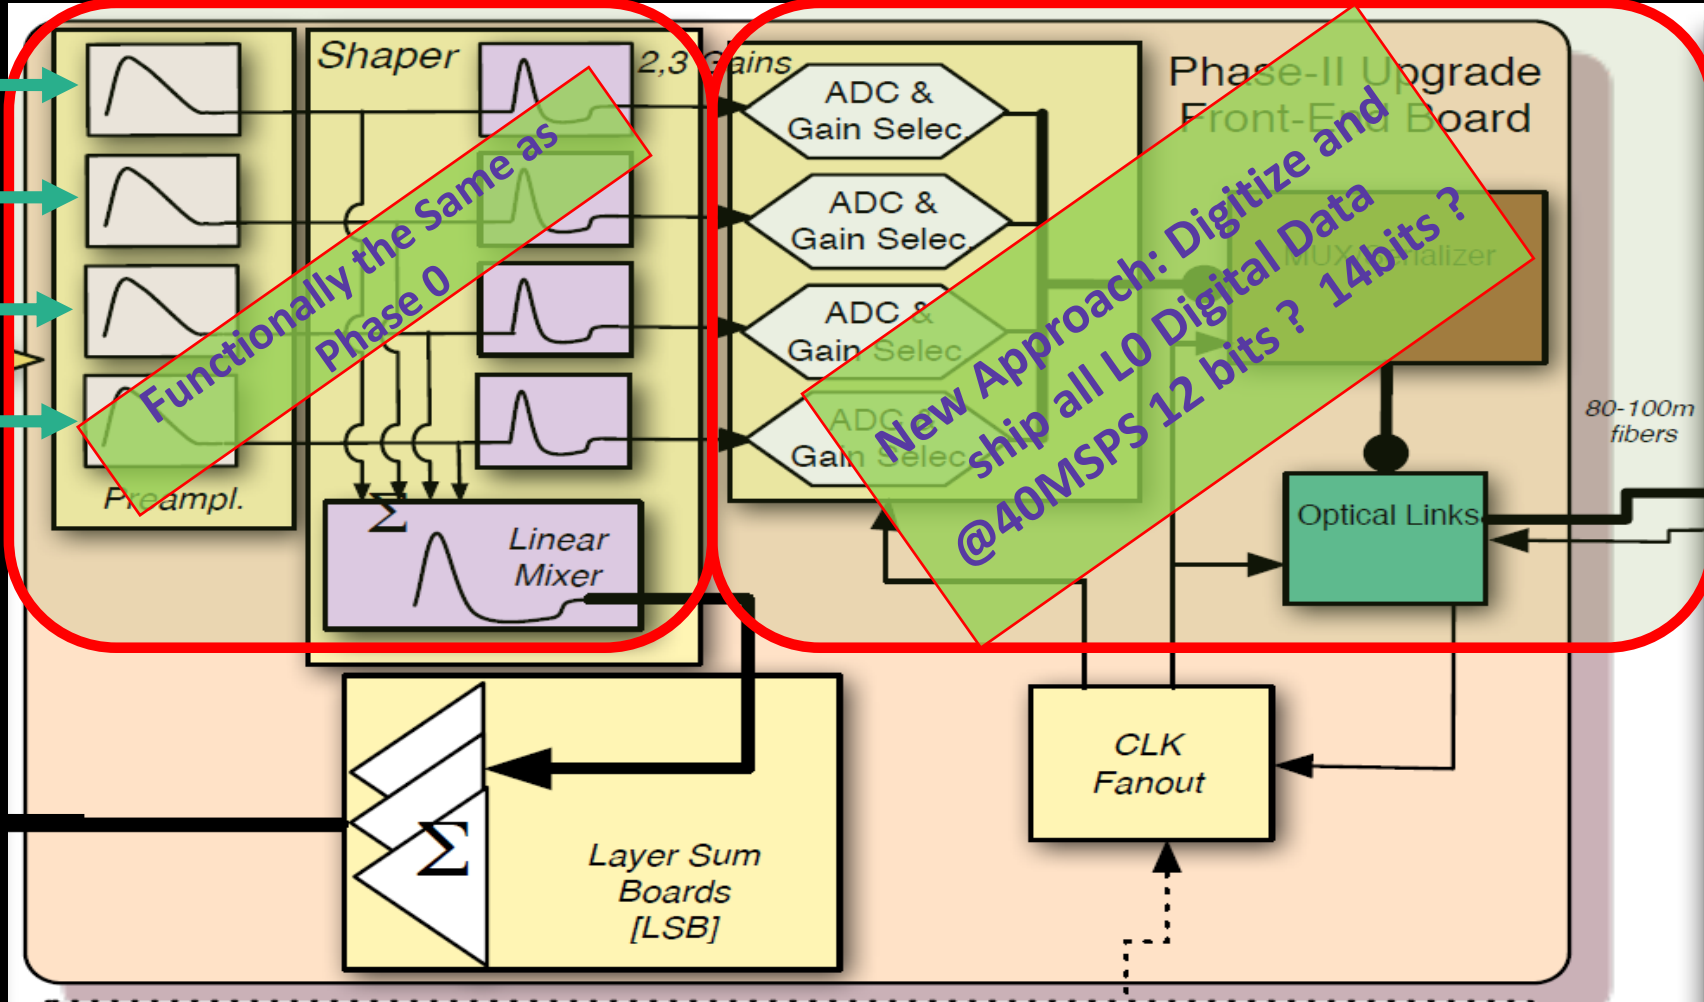 Shaper
2,3 Gains
Phase-II Upgrade
Front-End Board
ADC &
Gain Selec.
ADC &
Gain Selec.
ADC &
Gain Selec
ADC &
Gain Selec
MUX/Serializer
Functionally the Same as
Phase 0
New Approach: Digitize and
ship all L0 Digital Data
@40MSPS 12 bits ? 14bits ?
80-100m
fibers
Preampl.
Σ
Linear
Mixer
Optical Links
CLK
Fanout
Σ
Layer Sum
Boards
[LSB]